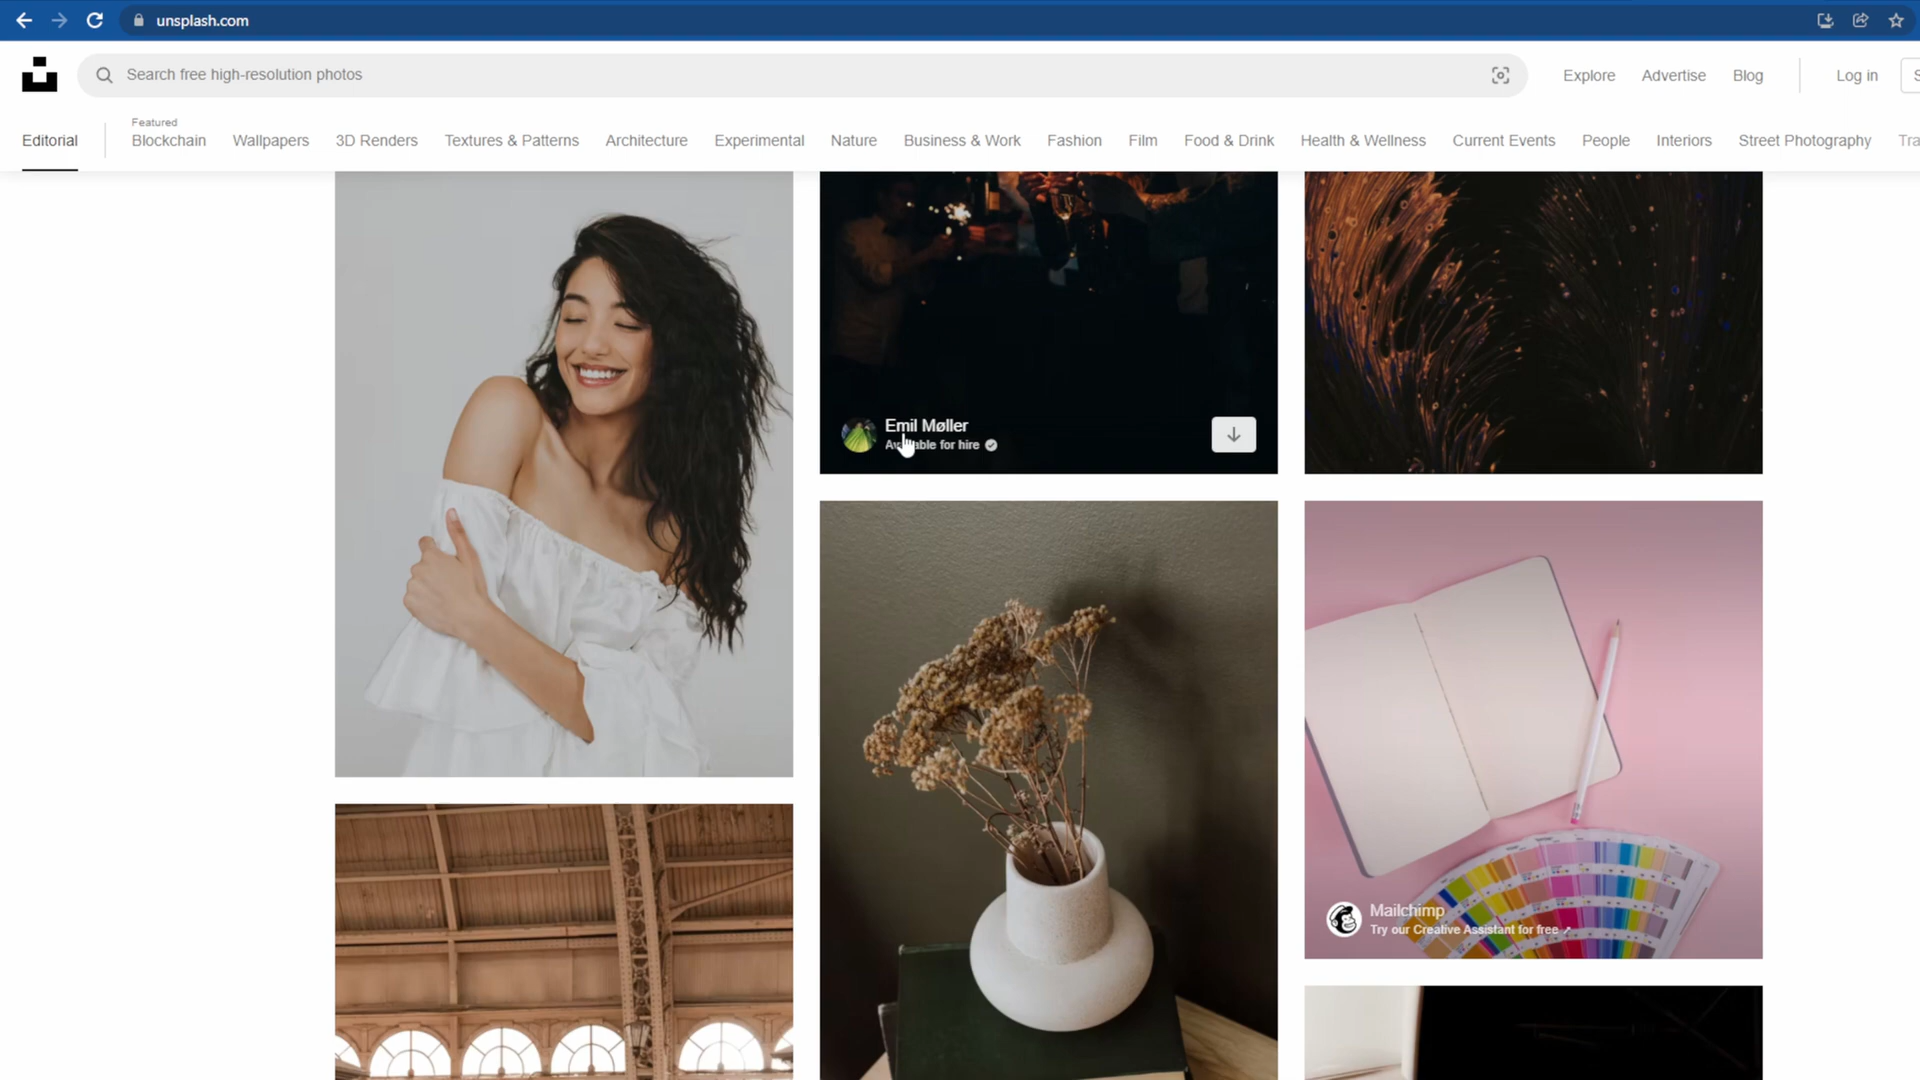 unsplash.com
Search free high-resolution photos
Explore
Advertise
Blog
Log in
Editorial
Featured
Blockchain
Wallpapers
3D Renders
Textures & Patterns
Architecture
Experimental
Nature
Business & Work
Fashion
Film
Food & Drink
Health & Wellness
Current Events
People
Interiors
Street Photography
Tra
Emil Møller
Available for hire
Mailchimp
Try our Creative Assistant for free ↗